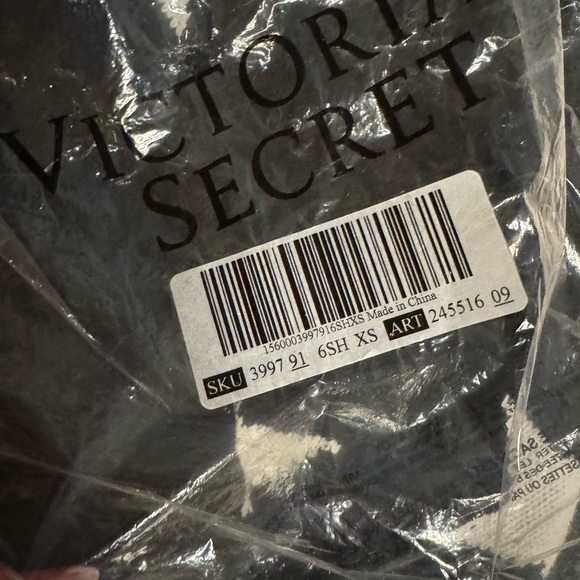 VICTORIA
SECRET
1560003997916SHXS Made in China
SKU 3997 91 6SH XS ART 245516 09